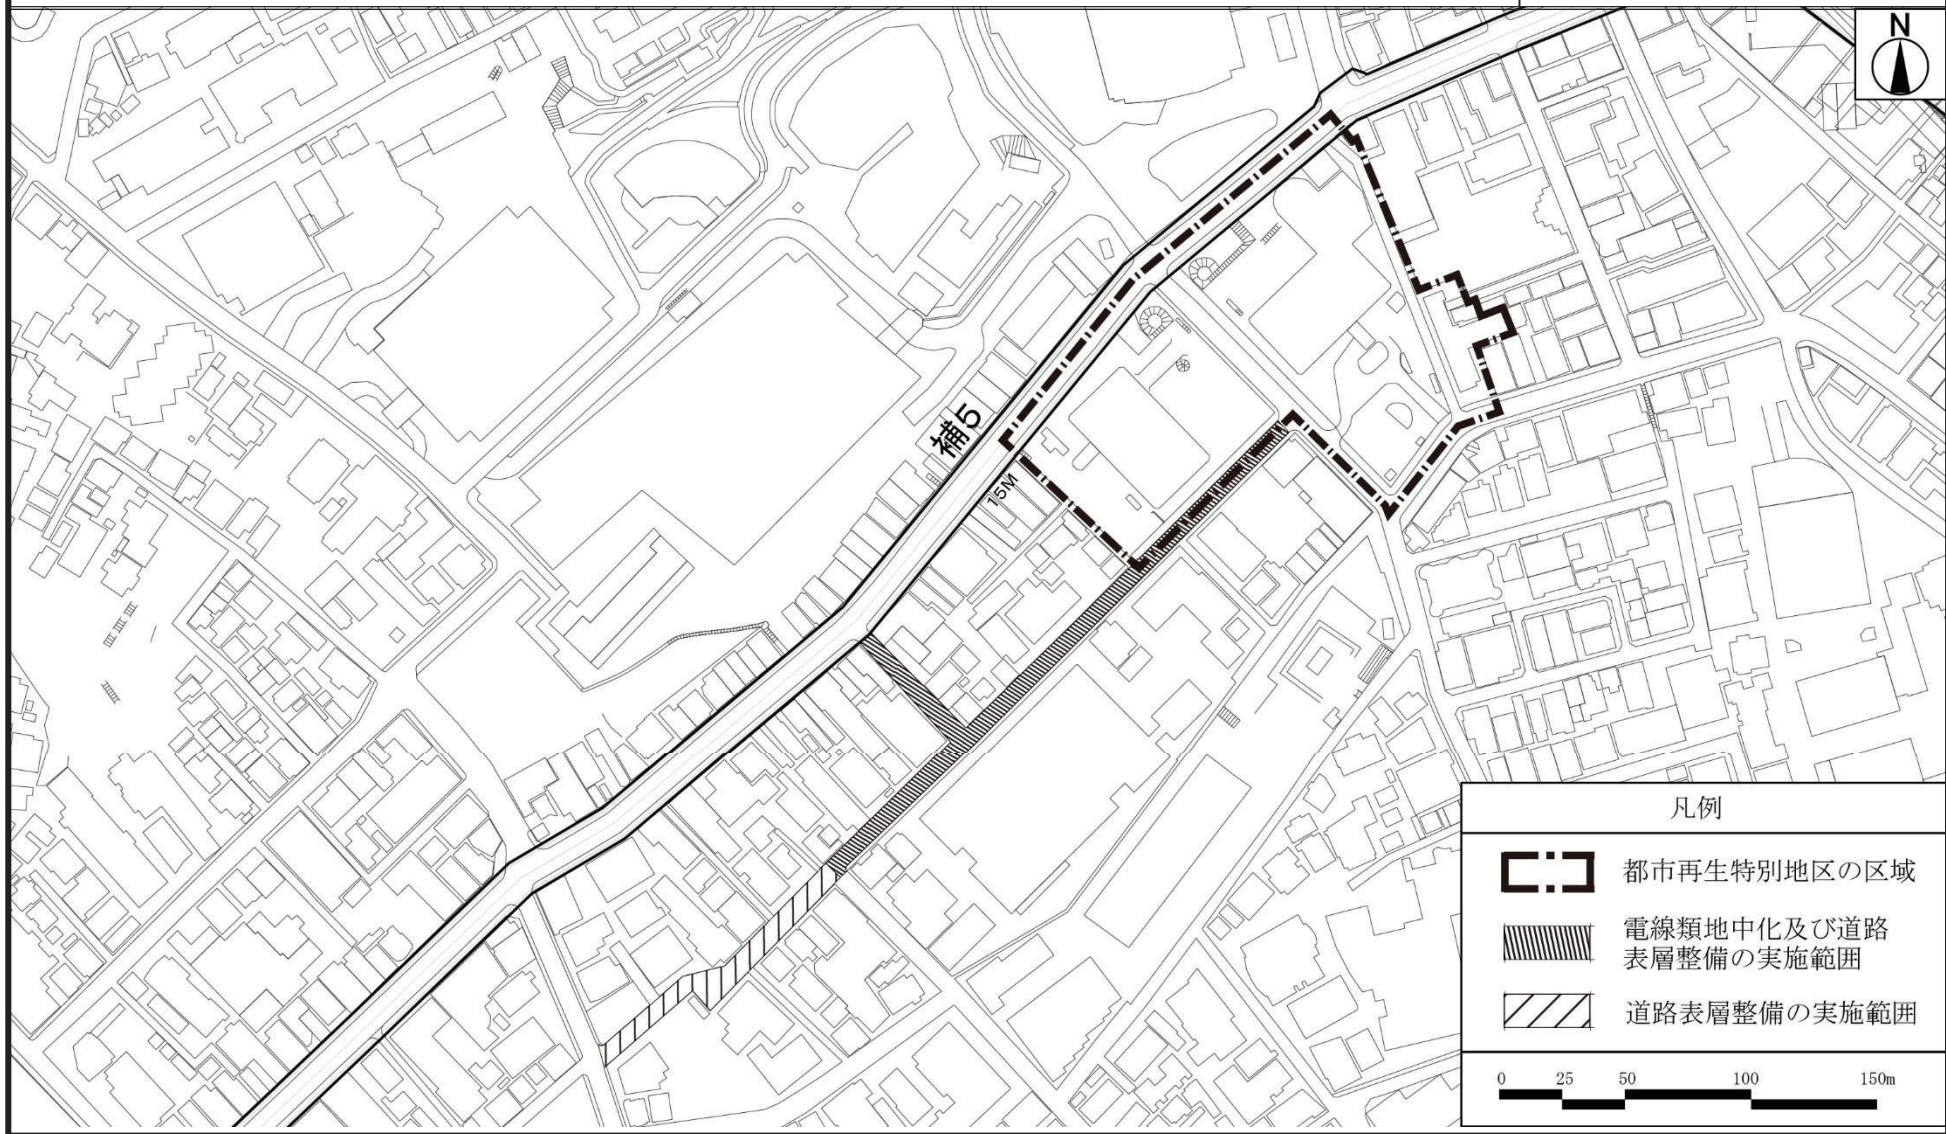 N
補5
15M
凡例
都市再生特別地区の区域
電線類地中化及び道路
表層整備の実施範囲
道路表層整備の実施範囲
0 25 50 100 150m